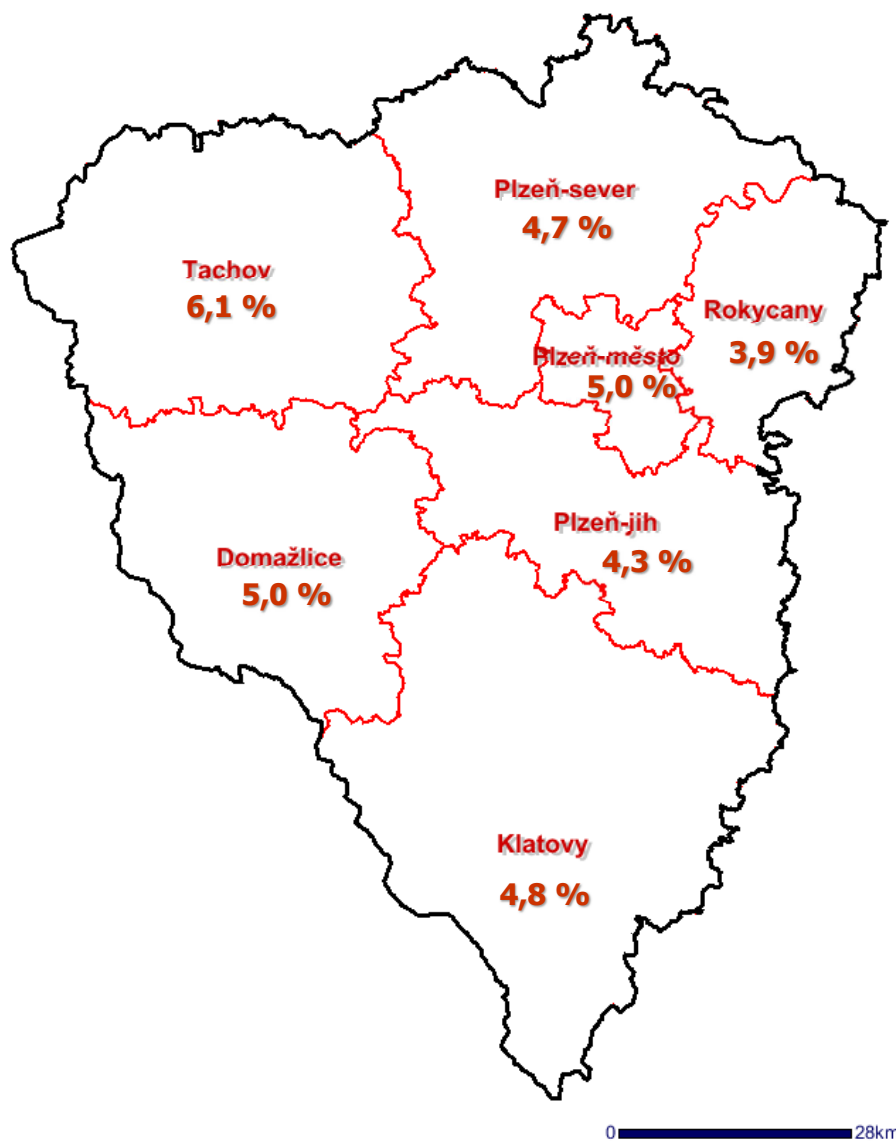 Plzeň-sever
4,7 %
Tachov
6,1 %
Rokycany
3,9 %
Plzeň-město
5,0 %
Plzeň-jih
4,3 %
Domažlice
5,0 %
Klatovy
4,8 %
0 28km